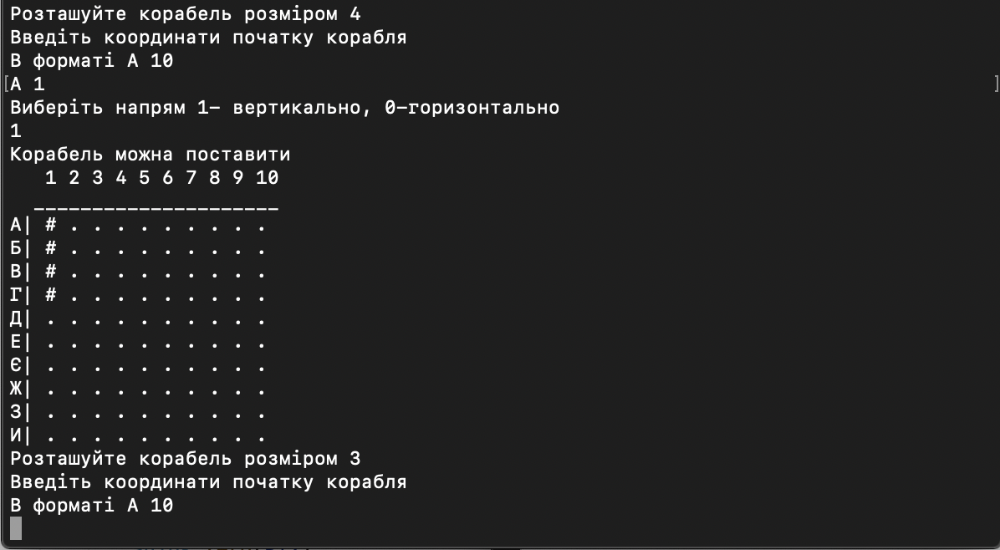 Розташуйте корабель розміром 4
Введіть координати початку корабля
В форматі А 10
[А 1 ]
Виберіть напрям 1– вертикально, 0–горизонтально
1
Корабель можна поставити
1 2 3 4 5 6 7 8 9 10
_____________________
А| # . . . . . . . . .
Б| # . . . . . . . . .
В| # . . . . . . . . .
Г| # . . . . . . . . .
Д| . . . . . . . . . .
Е| . . . . . . . . . .
Є| . . . . . . . . . .
Ж| . . . . . . . . . .
З| . . . . . . . . . .
И| . . . . . . . . . .
Розташуйте корабель розміром 3
Введіть координати початку корабля
В форматі А 10